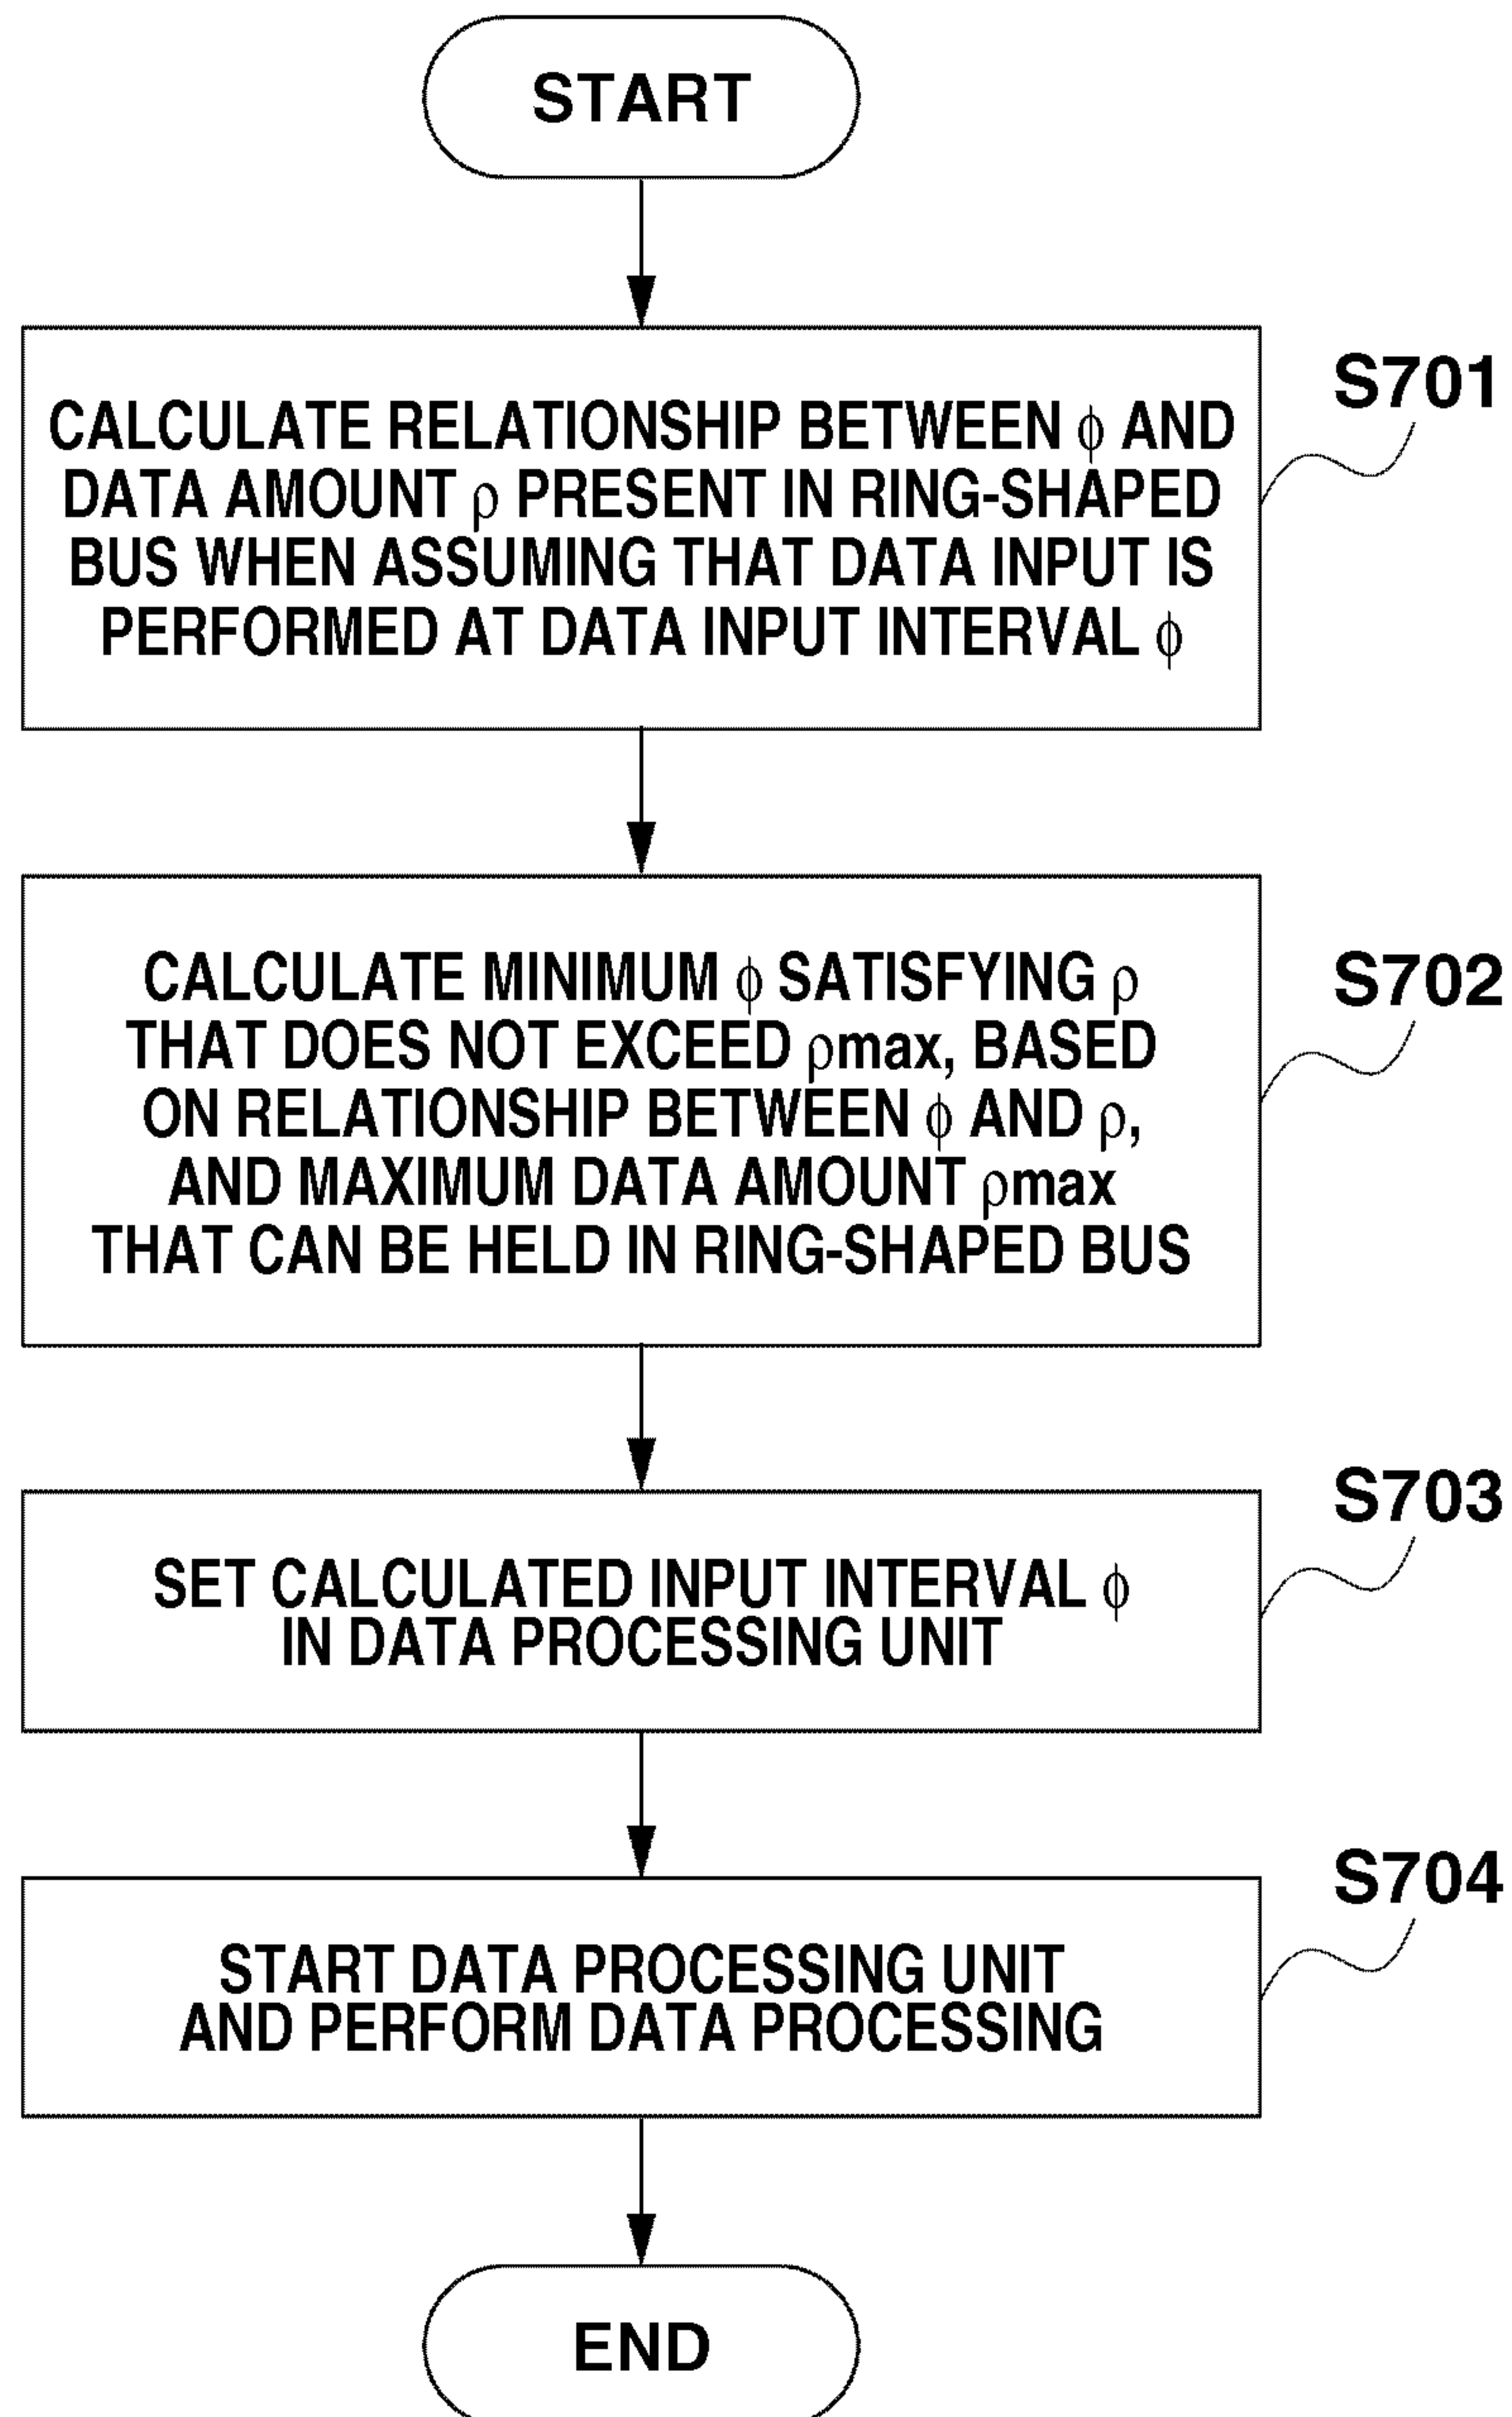 START
S701
CALCULATE RELATIONSHIP BETWEEN ϕ AND
DATA AMOUNT ρ PRESENT IN RING-SHAPED
BUS WHEN ASSUMING THAT DATA INPUT IS
PERFORMED AT DATA INPUT INTERVAL ϕ
S702
CALCULATE MINIMUM ϕ SATISFYING ρ
THAT DOES NOT EXCEED ρmax, BASED
ON RELATIONSHIP BETWEEN ϕ AND ρ,
AND MAXIMUM DATA AMOUNT ρmax
THAT CAN BE HELD IN RING-SHAPED BUS
S703
SET CALCULATED INPUT INTERVAL ϕ
IN DATA PROCESSING UNIT
S704
START DATA PROCESSING UNIT
AND PERFORM DATA PROCESSING
END